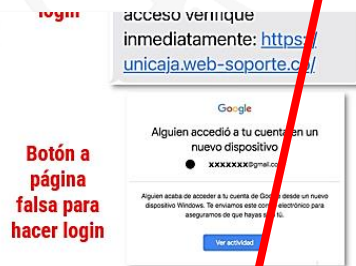 login
acceso verifique
inmediatamente: https:/
unicaja.web-soporte.co/
Google
Alguien accedió a tu cuenta en un
nuevo dispositivo
xxxxxxx@gmail.co
Botón a
página
falsa para
hacer login
Alguien acaba de acceder a tu cuenta de Google desde un nuevo
dispositivo Windows. Te enviamos este correo electrónico para
asegurarnos de que hayas sido tú.
Ver actividad